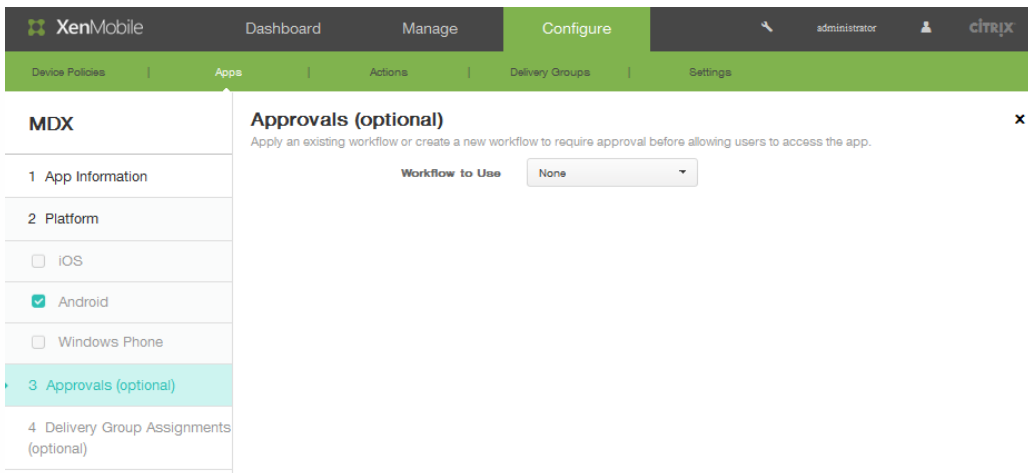 XenMobile Dashboard Manage Configure administrator CITRIX
Device Policies | Apps | Actions | Delivery Groups | Settings
MDX
1 App Information
2 Platform
iOS
Android
Windows Phone
3 Approvals (optional)
4 Delivery Group Assignments
(optional)
Approvals (optional)
Apply an existing workflow or create a new workflow to require approval before allowing users to access the app.
Workflow to Use None